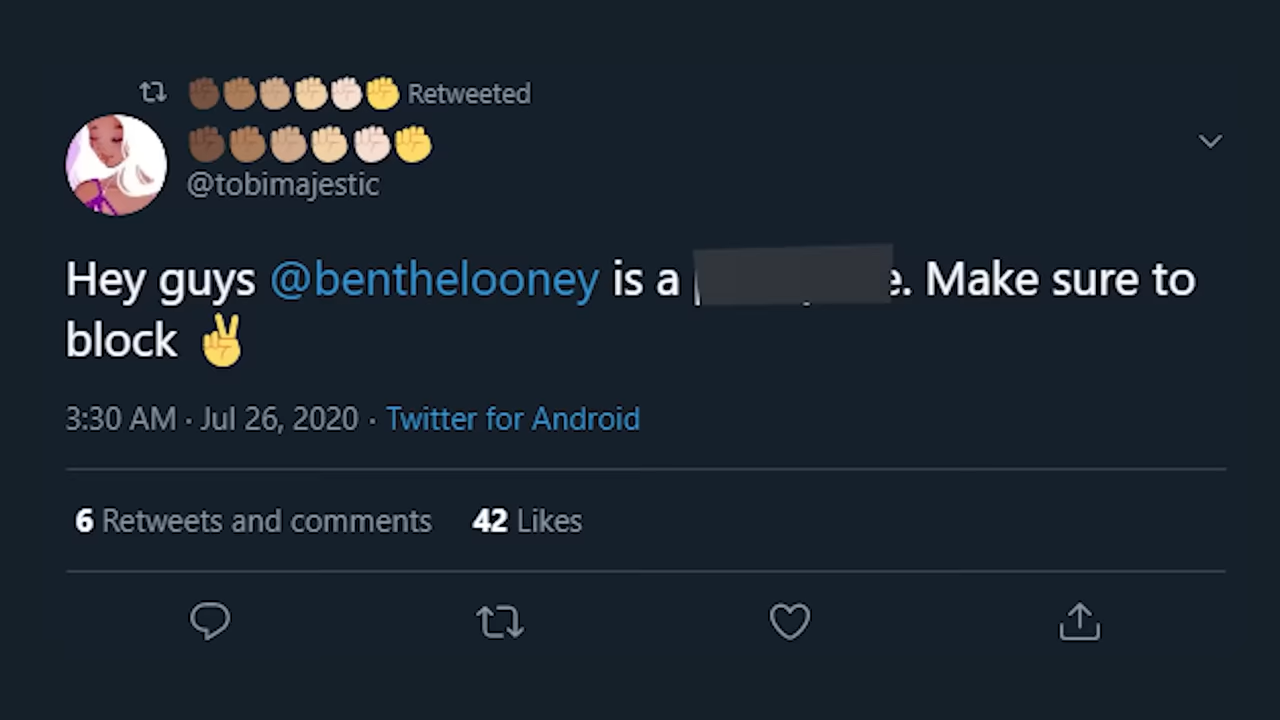 ✊🏿✊🏾✊🏽✊🏼✊🏻✊ Retweeted
✊🏿✊🏾✊🏽✊🏼✊🏻✊
@tobimajestic
Hey guys @benthelooney is a . Make sure to
block ✌️
3:30 AM · Jul 26, 2020 · Twitter for Android
6 Retweets and comments 42 Likes